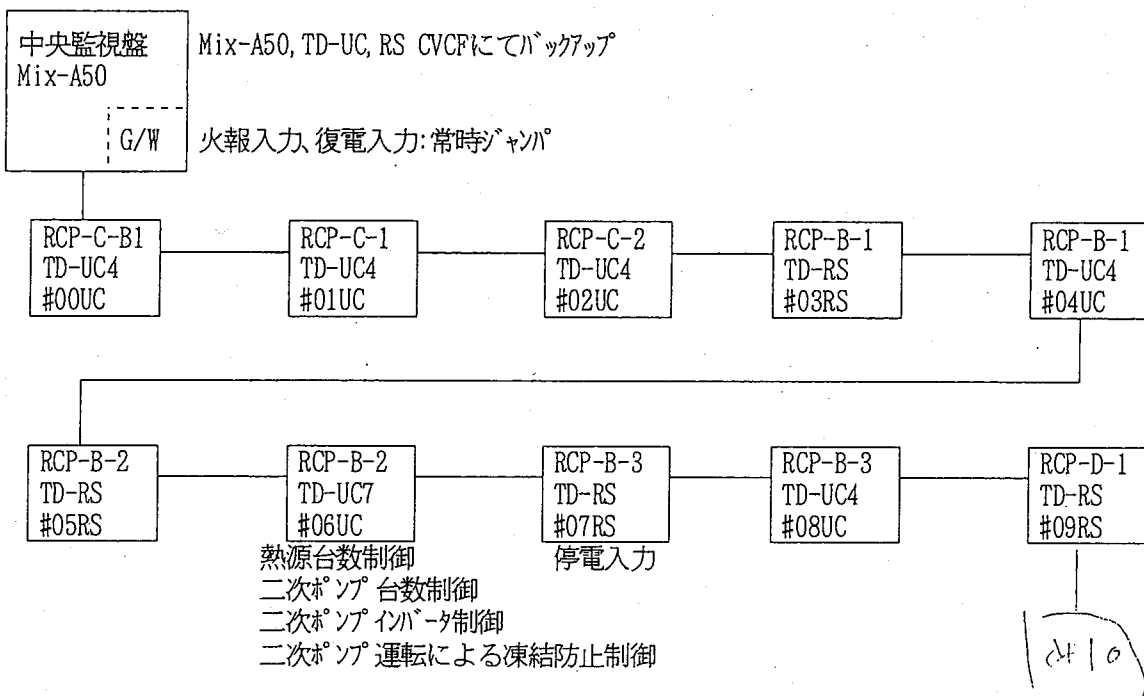 中央監視盤
Mix-A50
G/W
Mix-A50, TD-UC, RS CVCFにてﾊﾞｯｸｱｯﾌﾟ
火報入力、復電入力:常時ｼﾞｬﾝﾊﾟ
RCP-C-B1
TD-UC4
#00UC
RCP-C-1
TD-UC4
#01UC
RCP-C-2
TD-UC4
#02UC
RCP-B-1
TD-RS
#03RS
RCP-B-1
TD-UC4
#04UC
RCP-B-2
TD-RS
#05RS
RCP-B-2
TD-UC7
#06UC
熱源台数制御
二次ﾎﾟﾝﾌﾟ台数制御
二次ﾎﾟﾝﾌﾟｲﾝﾊﾞｰﾀ制御
二次ﾎﾟﾝﾌﾟ運転による凍結防止制御
RCP-B-3
TD-RS
#07RS
停電入力
RCP-B-3
TD-UC4
#08UC
RCP-D-1
TD-RS
#09RS
#10